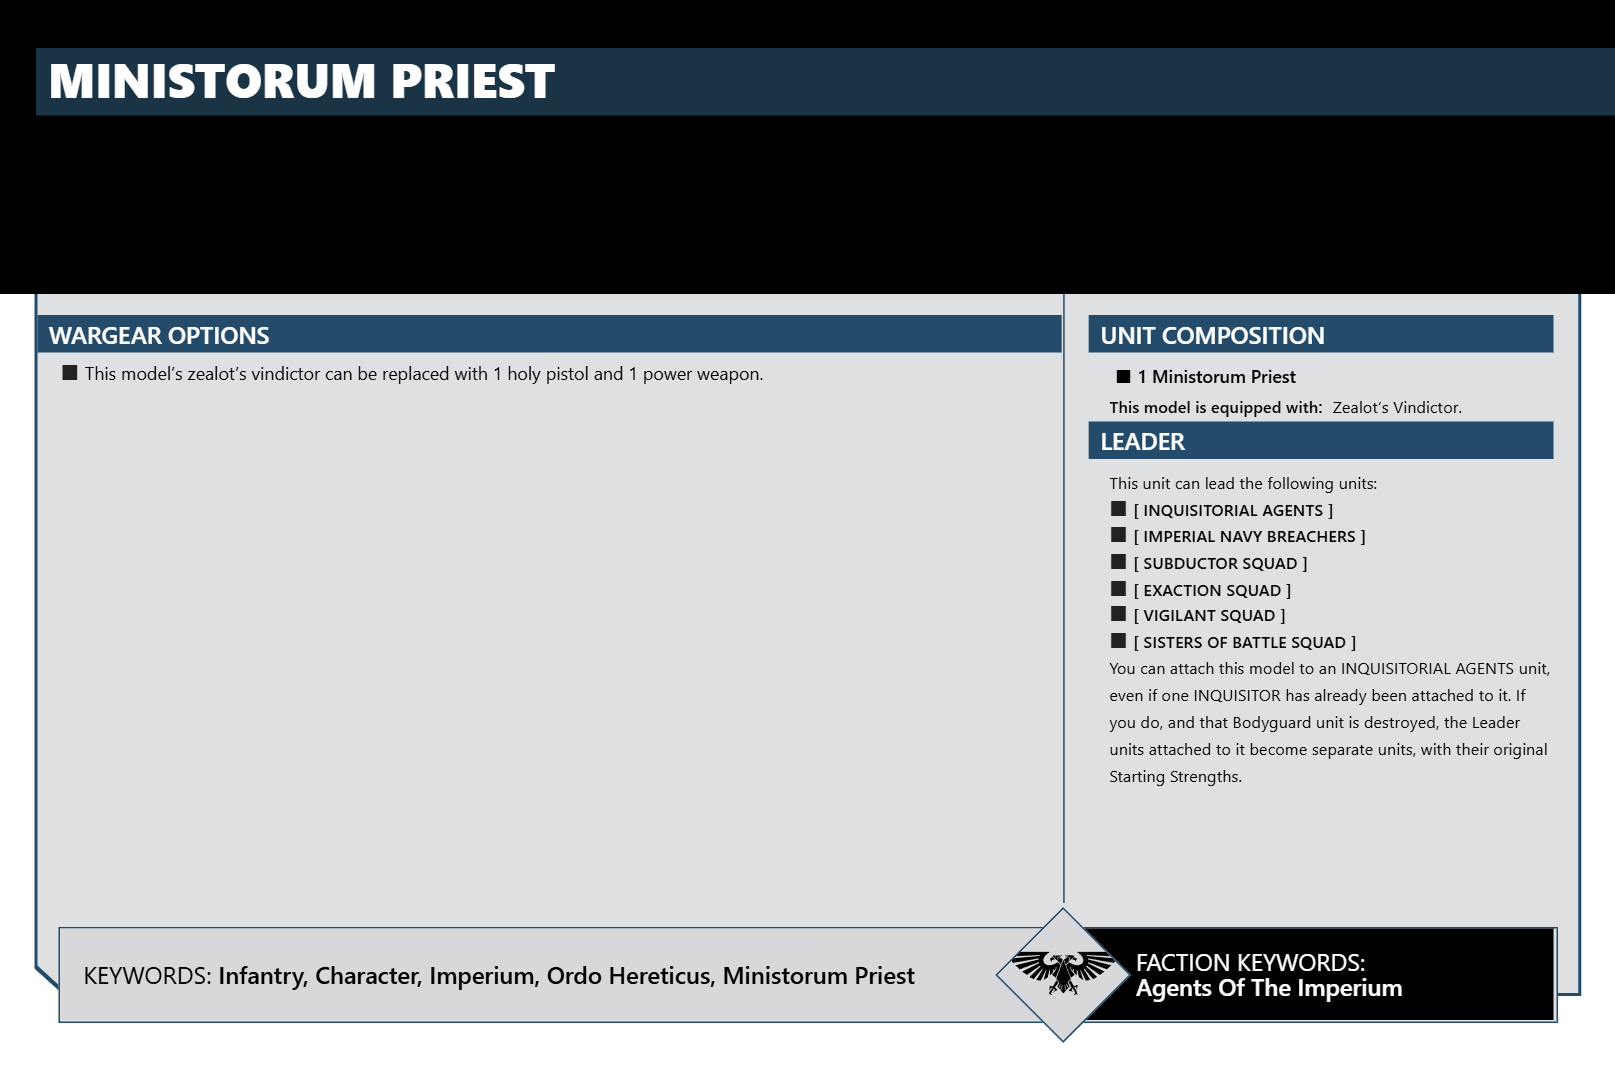 MINISTORUM PRIEST
WARGEAR OPTIONS
■ This model's zealot's vindictor can be replaced with 1 holy pistol and 1 power weapon.
UNIT COMPOSITION
■ 1 Ministorum Priest
This model is equipped with: Zealot's Vindictor.
LEADER
This unit can lead the following units:
■ [ INQUISITORIAL AGENTS ]
■ [ IMPERIAL NAVY BREACHERS ]
■ [ SUBDUCTOR SQUAD ]
■ [ EXACTION SQUAD ]
■ [ VIGILANT SQUAD ]
■ [ SISTERS OF BATTLE SQUAD ]
You can attach this model to an INQUISITORIAL AGENTS unit,
even if one INQUISITOR has already been attached to it. If
you do, and that Bodyguard unit is destroyed, the Leader
units attached to it become separate units, with their original
Starting Strengths.
KEYWORDS: Infantry, Character, Imperium, Ordo Hereticus, Ministorum Priest
FACTION KEYWORDS:
Agents Of The Imperium